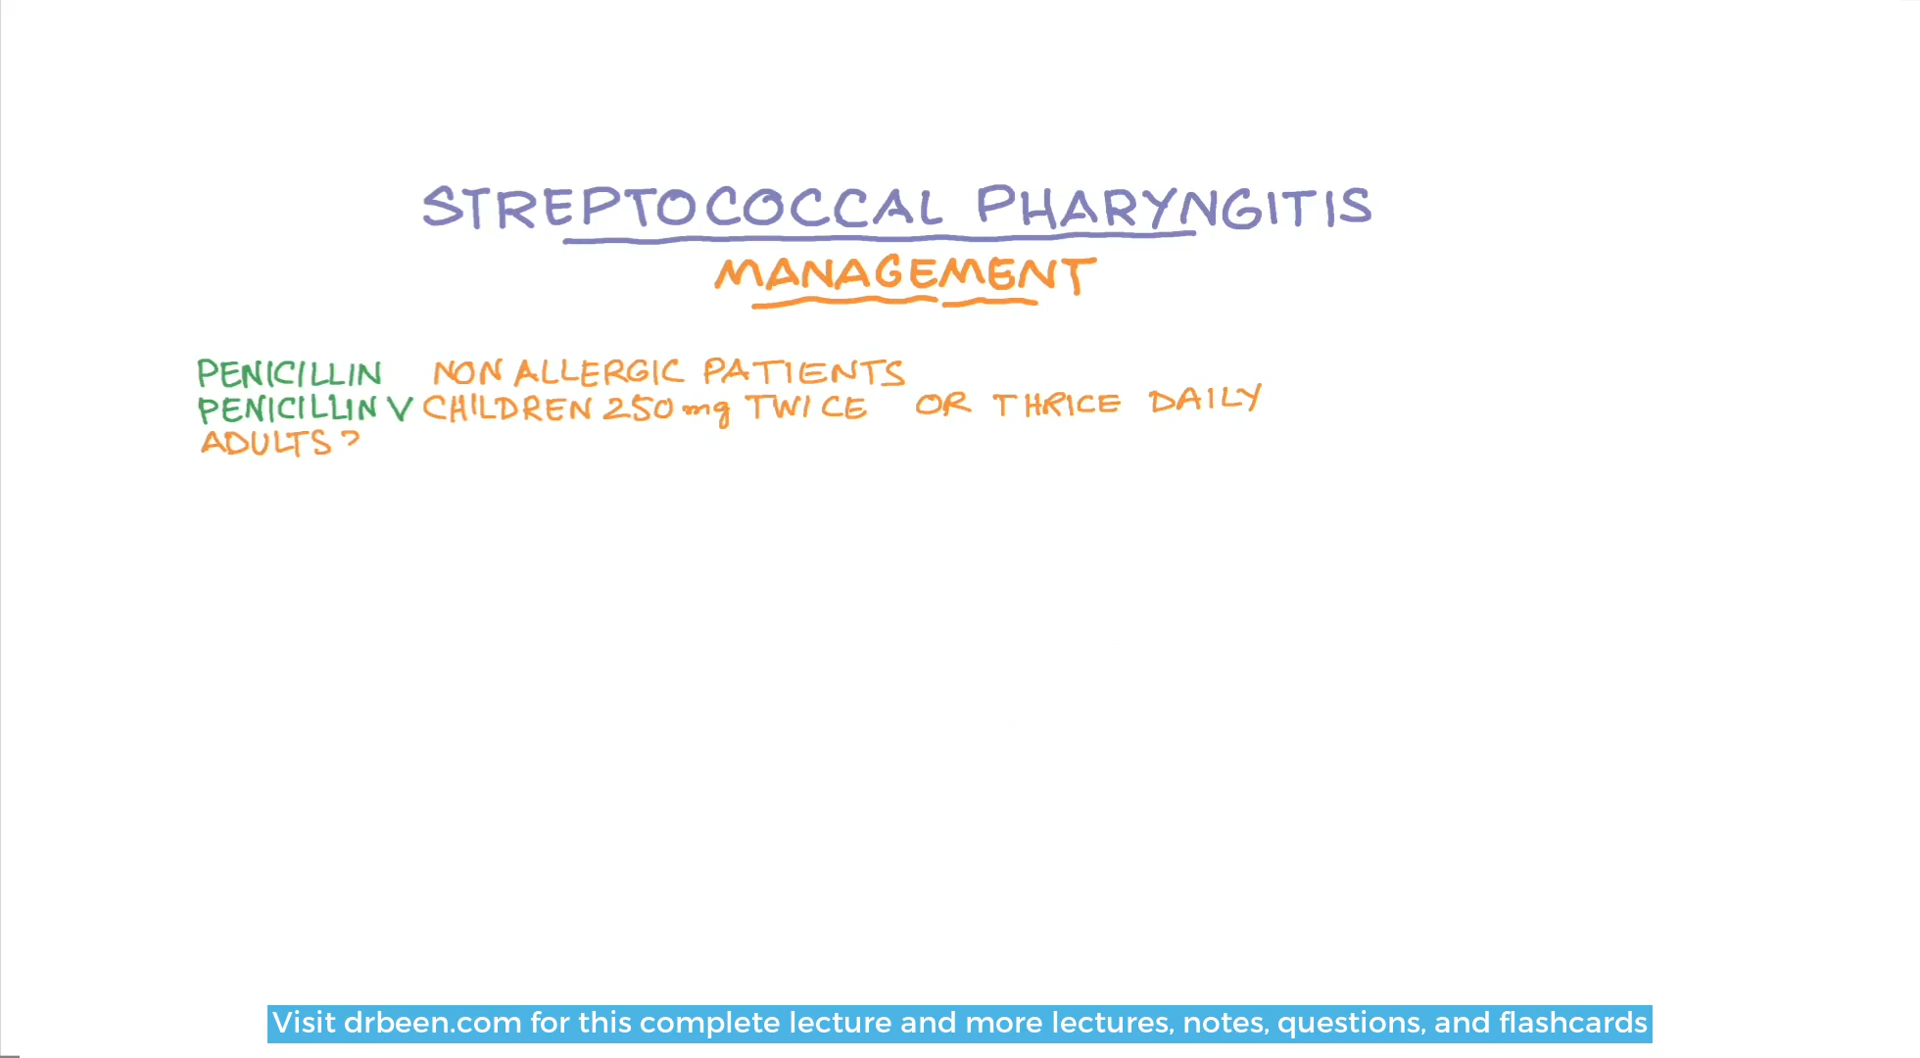 STREPTOCOCCAL PHARYNGITIS
MANAGEMENT
PENICILLIN NON ALLERGIC PATIENTS
PENICILLIN V CHILDREN 250 mg TWICE OR THRICE DAILY
ADULTS?
Visit drbeen.com for this complete lecture and more lectures, notes, questions, and flashcards